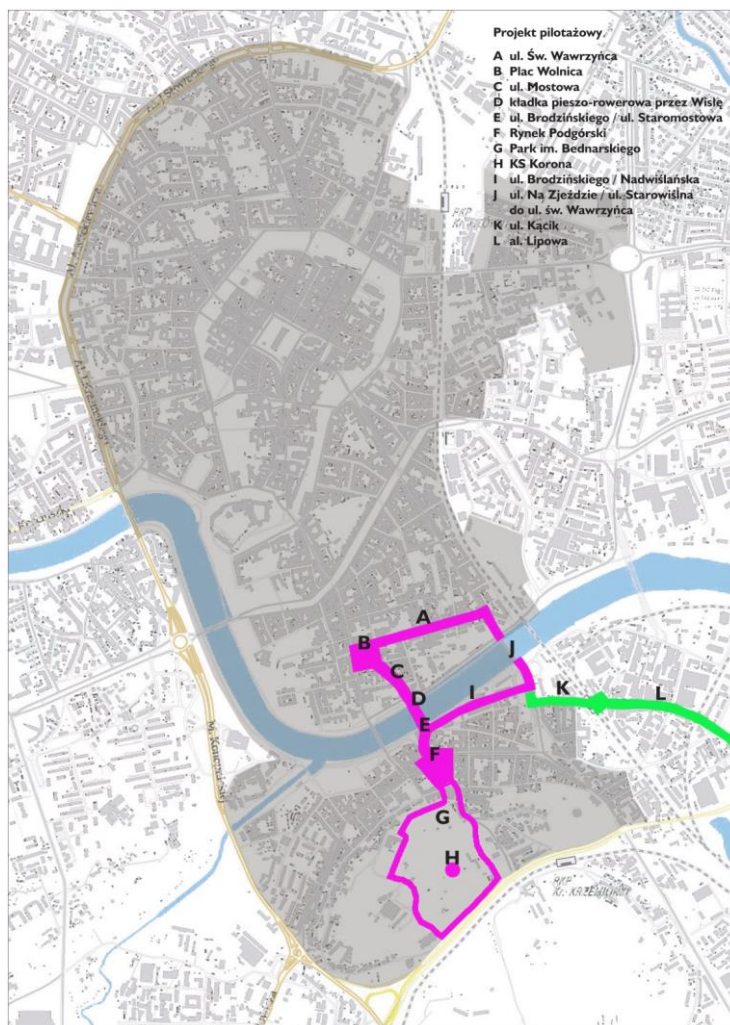 Projekt pilotażowy
A ul. Św. Wawrzyńca
B Plac Wolnica
C ul. Mostowa
D kładka pieszo-rowerowa przez Wisłę
E ul. Brodzińskiego / ul. Staromostowa
F Rynek Podgórski
G Park im. Bednarskiego
H KS Korona
I ul. Brodzińskiego / Nadwiślańska
J ul. Na Zjeździe / ul. Starowiślna
do ul. św. Wawrzyńca
K ul. Kącik
L al. Lipowa
A
B
J
C
K
L
D
I
E
F
G
H
M. Konopnickiej